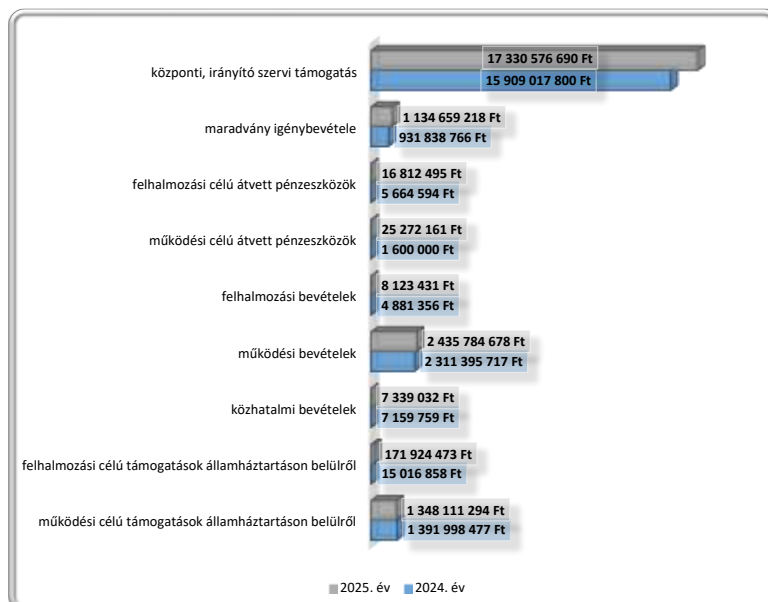 központi, irányító szervi támogatás
17 330 576 690 Ft
15 909 017 800 Ft
maradvány igénybevétele
1 134 659 218 Ft
931 838 766 Ft
felhalmozási célú átvett pénzeszközök
16 812 495 Ft
5 664 594 Ft
működési célú átvett pénzeszközök
25 272 161 Ft
1 600 000 Ft
felhalmozási bevételek
8 123 431 Ft
4 881 356 Ft
működési bevételek
2 435 784 678 Ft
2 311 395 717 Ft
közhatalmi bevételek
7 339 032 Ft
7 159 759 Ft
felhalmozási célú támogatások államháztartáson belülről
171 924 473 Ft
15 016 858 Ft
működési célú támogatások államháztartáson belülről
1 348 111 294 Ft
1 391 998 477 Ft
2025. év 2024. év